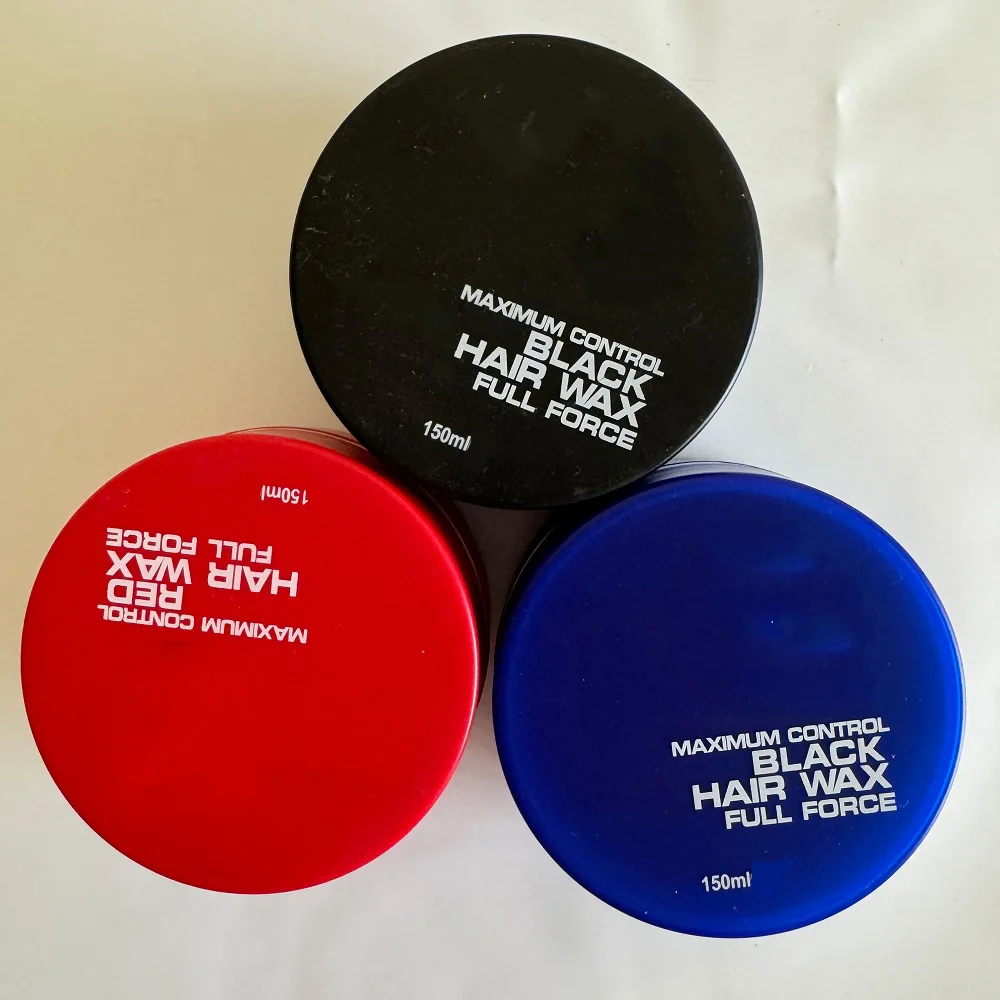 MAXIMUM CONTROL
BLACK
HAIR WAX
FULL FORCE
150ml
MAXIMUM CONTROL
RED
HAIR WAX
FULL FORCE
150ml
MAXIMUM CONTROL
BLACK
HAIR WAX
FULL FORCE
150ml